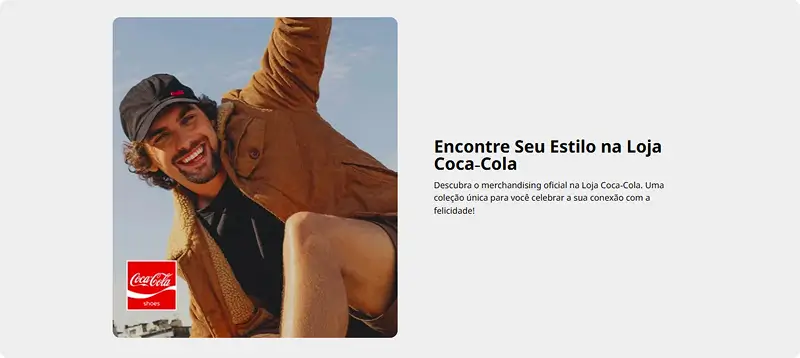 Encontre Seu Estilo na Loja
Coca-Cola
Descubra o merchandising oficial na Loja Coca-Cola. Uma
coleção única para você celebrar a sua conexão com a
felicidade!
Coca-Cola
shoes